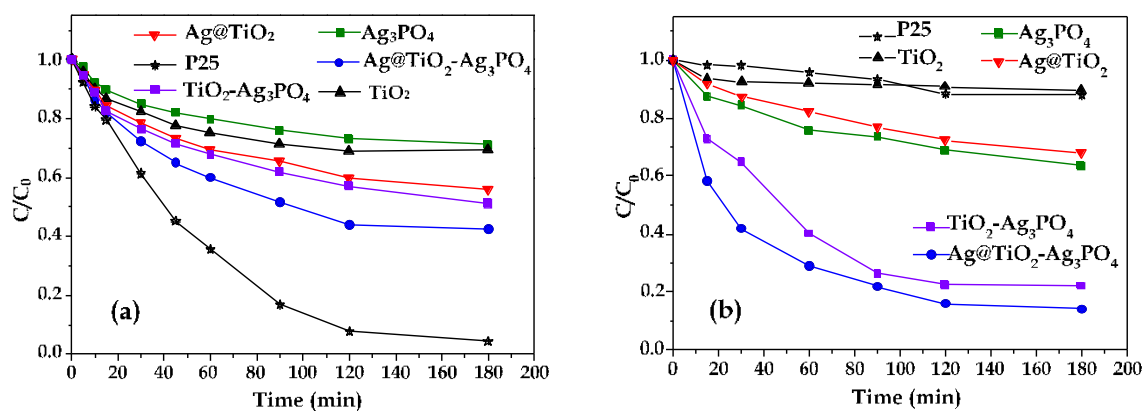 Ag@TiO₂ Ag₃PO₄
P25 Ag@TiO₂-Ag₃PO₄
TiO₂-Ag₃PO₄ TiO₂
C/C₀
1.0
0.8
0.6
0.4
0.2
0.0
(a)
0 20 40 60 80 100 120 140 160 180 200
Time (min)
P25 Ag₃PO₄
TiO₂ Ag@TiO₂
TiO₂-Ag₃PO₄
Ag@TiO₂-Ag₃PO₄
C/C₀
1.0
0.8
0.6
0.4
0.2
0.0
(b)
0 20 40 60 80 100 120 140 160 180 200
Time (min)